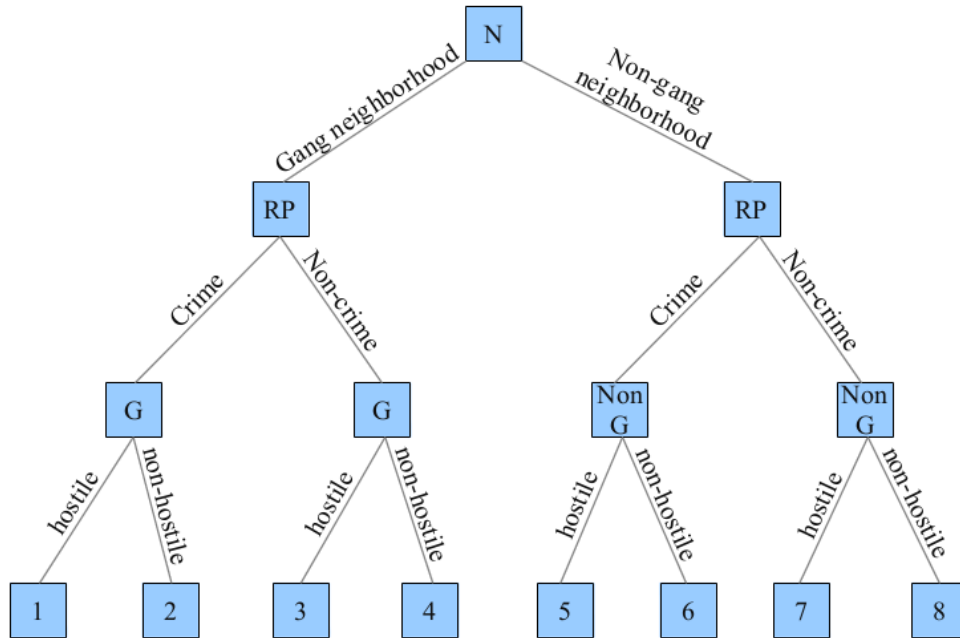 N
Gang neighborhood
Non-gang
neighborhood
RP
RP
Crime
Non-crime
Crime
Non-crime
G
G
Non
G
Non
G
hostile
non-hostile
hostile
non-hostile
hostile
non-hostile
hostile
non-hostile
1
2
3
4
5
6
7
8